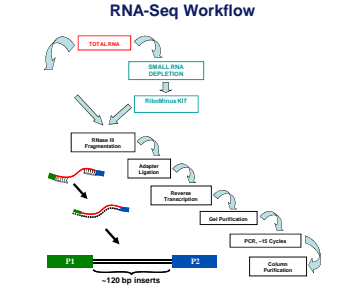 RNA-Seq Workflow
TOTAL RNA
SMALL RNA
DEPLETION
RiboMinus KIT
RNase III
Fragmentation
Adapter
Ligation
Reverse
Transcription
Gel Purification
PCR, ~15 Cycles
Column
Purification
P1
P2
~120 bp inserts